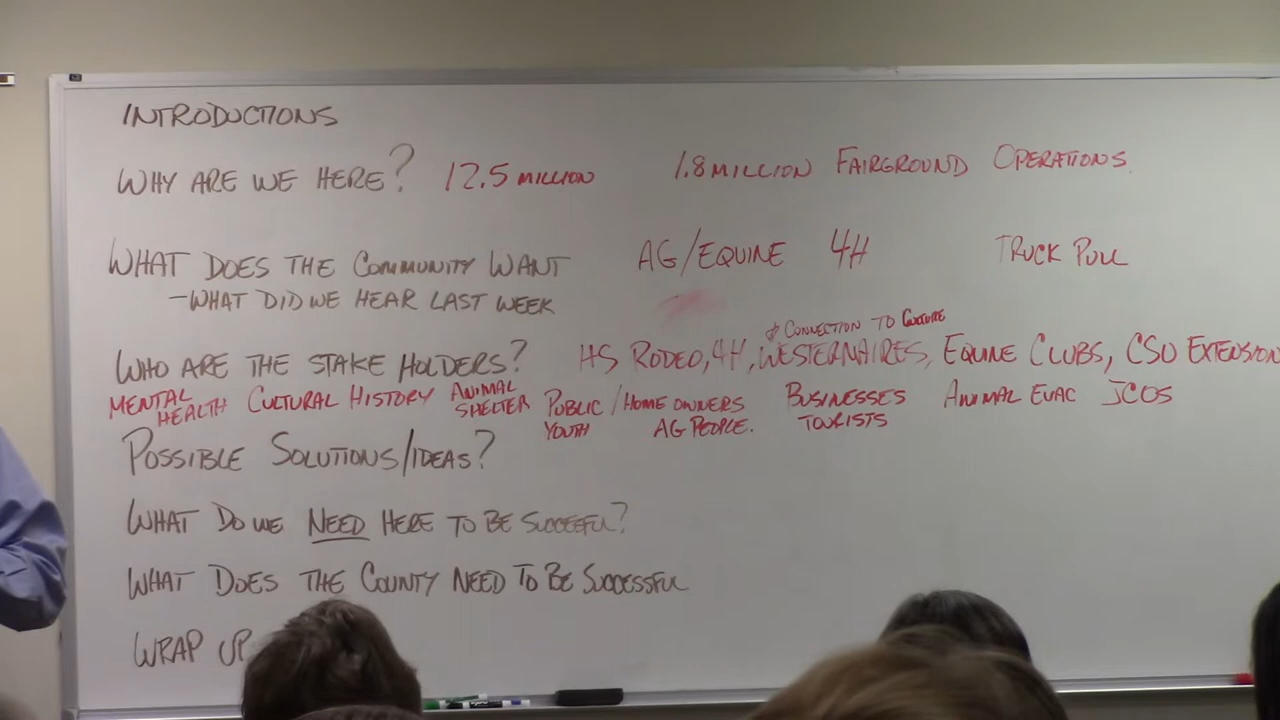 INTRODUCTIONS
WHY ARE WE HERE? 12.5 MILLION 1.8 MILLION FAIRGROUND OPERATIONS
WHAT DOES THE COMMUNITY WANT AG/EQUINE 4H TRUCK PULL
-WHAT DID WE HEAR LAST WEEK
& CONNECTION TO CULTURE
WHO ARE THE STAKE HOLDERS? HS RODEO, 4H, WESTERNAIRES, EQUINE CLUBS, CSU EXTENSION
MENTAL HEALTH CULTURAL HISTORY ANIMAL SHELTER PUBLIC / HOME OWNERS BUSINESSES ANIMAL EVAC JCOS
YOUTH AG PEOPLE. TOURISTS
POSSIBLE SOLUTIONS/IDEAS?
WHAT DO WE NEED HERE TO BE SUCCEFUL?
WHAT DOES THE COUNTY NEED TO BE SUCCESSFUL
WRAP UP